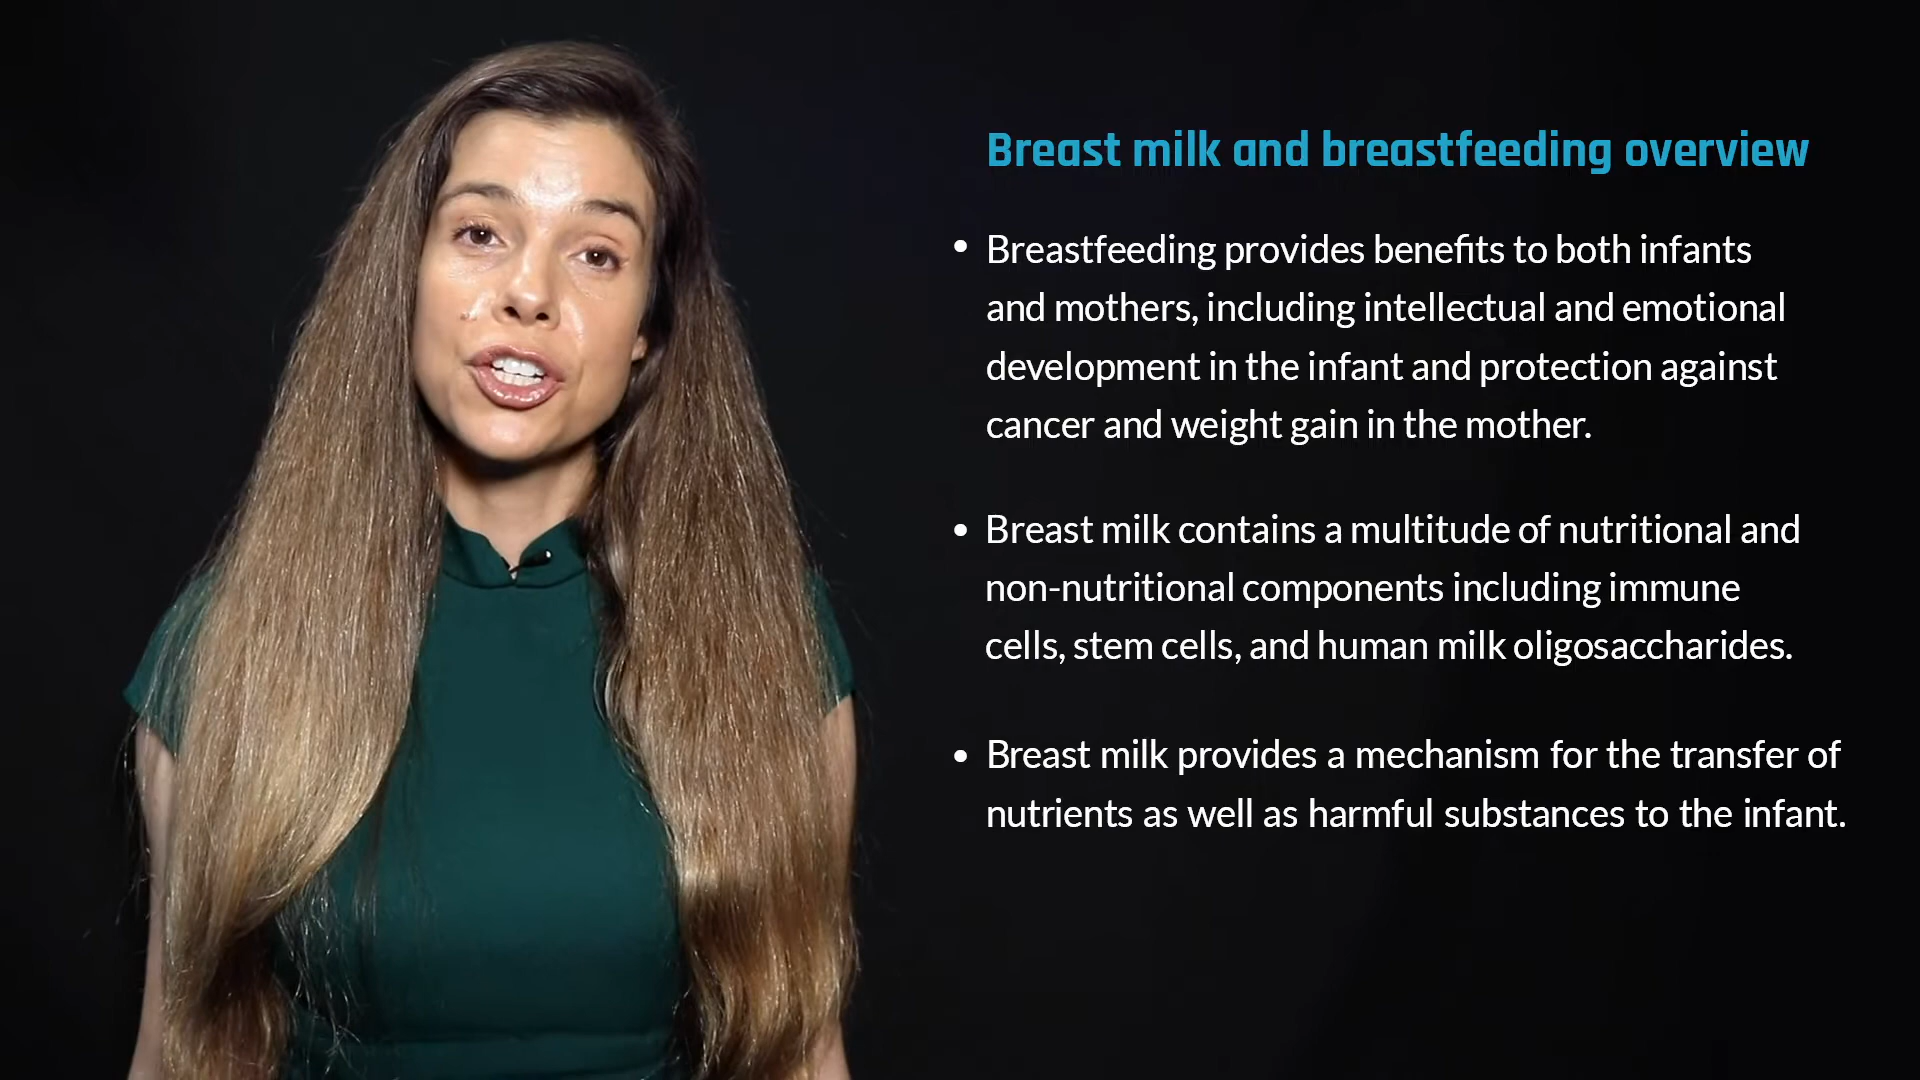 Breast milk and breastfeeding overview
• Breastfeeding provides benefits to both infants
and mothers, including intellectual and emotional
development in the infant and protection against
cancer and weight gain in the mother.
• Breast milk contains a multitude of nutritional and
non-nutritional components including immune
cells, stem cells, and human milk oligosaccharides.
• Breast milk provides a mechanism for the transfer of
nutrients as well as harmful substances to the infant.